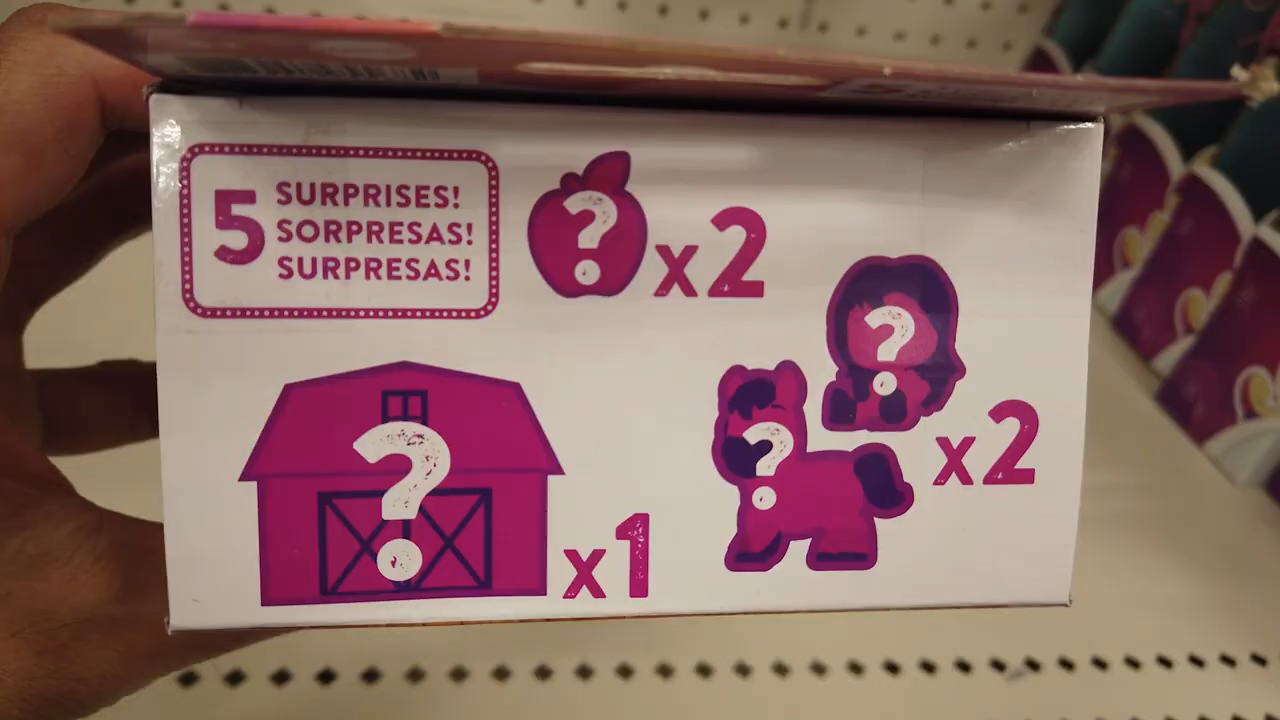 5 SURPRISES!
SORPRESAS!
SURPRESAS!
? x2
?
? x2
? x1